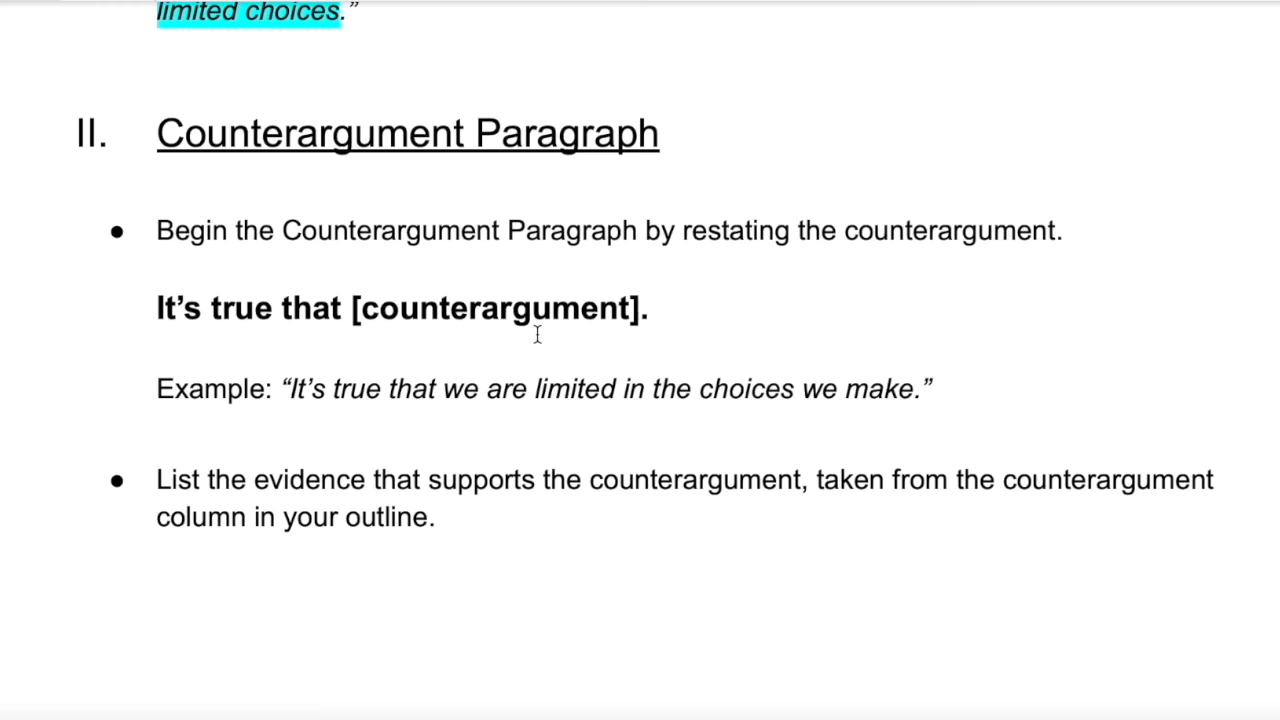 limited choices.”
II. Counterargument Paragraph
● Begin the Counterargument Paragraph by restating the counterargument.
It’s true that [counterargument].
Example: “It’s true that we are limited in the choices we make.”
● List the evidence that supports the counterargument, taken from the counterargument
column in your outline.